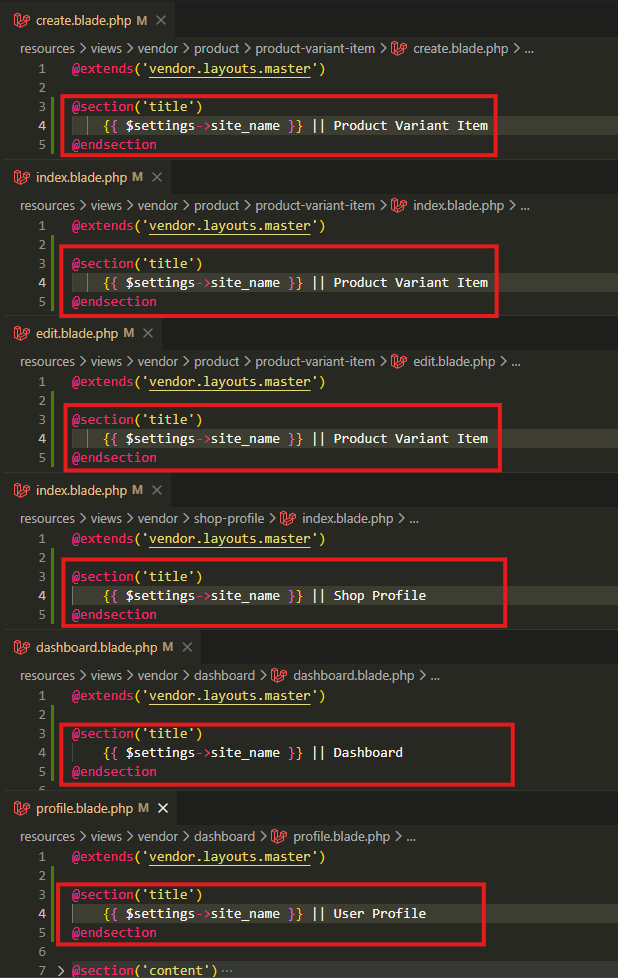 create.blade.php M ×
resources > views > vendor > product > product-variant-item > create.blade.php > ...
1 @extends('vendor.layouts.master')
2
3 @section('title')
4 {{ $settings->site_name }} || Product Variant Item
5 @endsection
index.blade.php M ×
resources > views > vendor > product > product-variant-item > index.blade.php > ...
1 @extends('vendor.layouts.master')
2
3 @section('title')
4 {{ $settings->site_name }} || Product Variant Item
5 @endsection
edit.blade.php M ×
resources > views > vendor > product > product-variant-item > edit.blade.php > ...
1 @extends('vendor.layouts.master')
2
3 @section('title')
4 {{ $settings->site_name }} || Product Variant Item
5 @endsection
index.blade.php M ×
resources > views > vendor > shop-profile > index.blade.php > ...
1 @extends('vendor.layouts.master')
2
3 @section('title')
4 {{ $settings->site_name }} || Shop Profile
5 @endsection
dashboard.blade.php M ×
resources > views > vendor > dashboard > dashboard.blade.php > ...
1 @extends('vendor.layouts.master')
2
3 @section('title')
4 {{ $settings->site_name }} || Dashboard
5 @endsection
profile.blade.php M ×
resources > views > vendor > dashboard > profile.blade.php > ...
1 @extends('vendor.layouts.master')
2
3 @section('title')
4 {{ $settings->site_name }} || User Profile
5 @endsection
6
7 > @section('content') ...